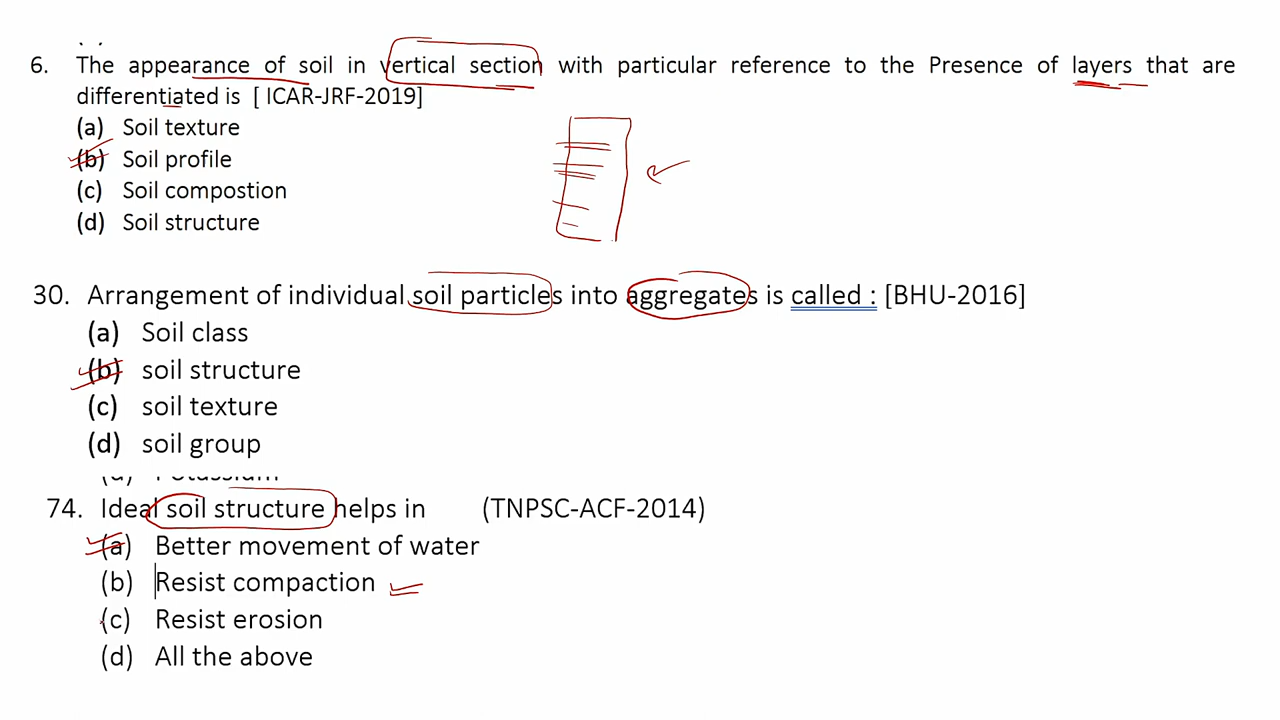 6. The appearance of soil in vertical section with particular reference to the Presence of layers that are
differentiated is [ ICAR-JRF-2019]
(a) Soil texture
(b) Soil profile
(c) Soil compostion
(d) Soil structure
30. Arrangement of individual soil particles into aggregates is called : [BHU-2016]
(a) Soil class
(b) soil structure
(c) soil texture
(d) soil group
74. Ideal soil structure helps in (TNPSC-ACF-2014)
(a) Better movement of water
(b) Resist compaction
(c) Resist erosion
(d) All the above